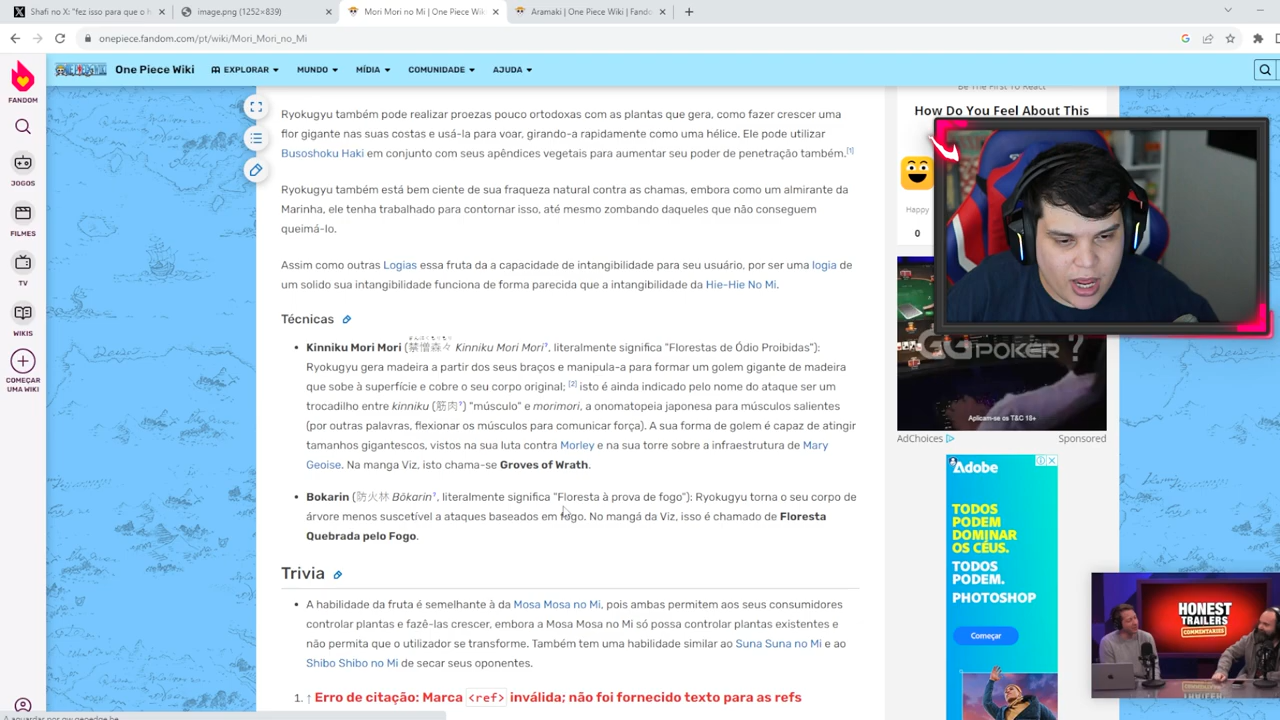 Shafi no X: "fez isso para que o h
image.png (1252×839)
Mori Mori no Mi | One Piece Wik
Aramaki | One Piece Wiki | Fando
onepiece.fandom.com/pt/wiki/Mori_Mori_no_Mi
FANDOM
JOGOS
FILMES
TV
WIKIS
COMEÇAR
UMA WIKI
ONE PIECE
One Piece Wiki
EXPLORAR
MUNDO
MÍDIA
COMUNIDADE
AJUDA
Ryokugyu também pode realizar proezas pouco ortodoxas com as plantas que gera, como fazer crescer uma
flor gigante nas suas costas e usá-la para voar, girando-a rapidamente como uma hélice. Ele pode utilizar
Busoshoku Haki em conjunto com seus apêndices vegetais para aumentar seu poder de penetração também.[1]
Ryokugyu também está bem ciente de sua fraqueza natural contra as chamas, embora como um almirante da
Marinha, ele tenha trabalhado para contornar isso, até mesmo zombando daqueles que não conseguem
queimá-lo.
Assim como outras Logias essa fruta da a capacidade de intangibilidade para seu usuário, por ser uma logia de
um solido sua intangibilidade funciona de forma parecida que a intangibilidade da Hie-Hie No Mi.
Técnicas
Kinniku Mori Mori (禁憎森々 Kinniku Mori Mori?, literalmente significa "Florestas de Ódio Proibidas"):
Ryokugyu gera madeira a partir dos seus braços e manipula-a para formar um golem gigante de madeira
que sobe à superfície e cobre o seu corpo original; [2] isto é ainda indicado pelo nome do ataque ser um
trocadilho entre kinniku (筋肉?) "músculo" e morimori, a onomatopeia japonesa para músculos salientes
(por outras palavras, flexionar os músculos para comunicar força). A sua forma de golem é capaz de atingir
tamanhos gigantescos, vistos na sua luta contra Morley e na sua torre sobre a infraestrutura de Mary
Geoise. Na manga Viz, isto chama-se Groves of Wrath.
Bokarin (防火林 Bōkarin?, literalmente significa "Floresta à prova de fogo"): Ryokugyu torna o seu corpo de
árvore menos suscetível a ataques baseados em fogo. No mangá da Viz, isso é chamado de Floresta
Quebrada pelo Fogo.
Trivia
A habilidade da fruta é semelhante à da Mosa Mosa no Mi, pois ambas permitem aos seus consumidores
controlar plantas e fazê-las crescer, embora a Mosa Mosa no Mi só possa controlar plantas existentes e
não permita que o utilizador se transforme. Também tem uma habilidade similar ao Suna Suna no Mi e ao
Shibo Shibo no Mi de secar seus oponentes.
1. ↑ Erro de citação: Marca <ref> inválida; não foi fornecido texto para as refs
Be The First To React
How Do You Feel About This
Happy
0
GGPOKER
Aplicam-se os T&C 18+
AdChoices
Sponsored
Adobe
TODOS
PODEM
DOMINAR
OS CÉUS.
TODOS
PODEM.
PHOTOSHOP
Começar
HONEST
TRAILERS
COMMENTARIES